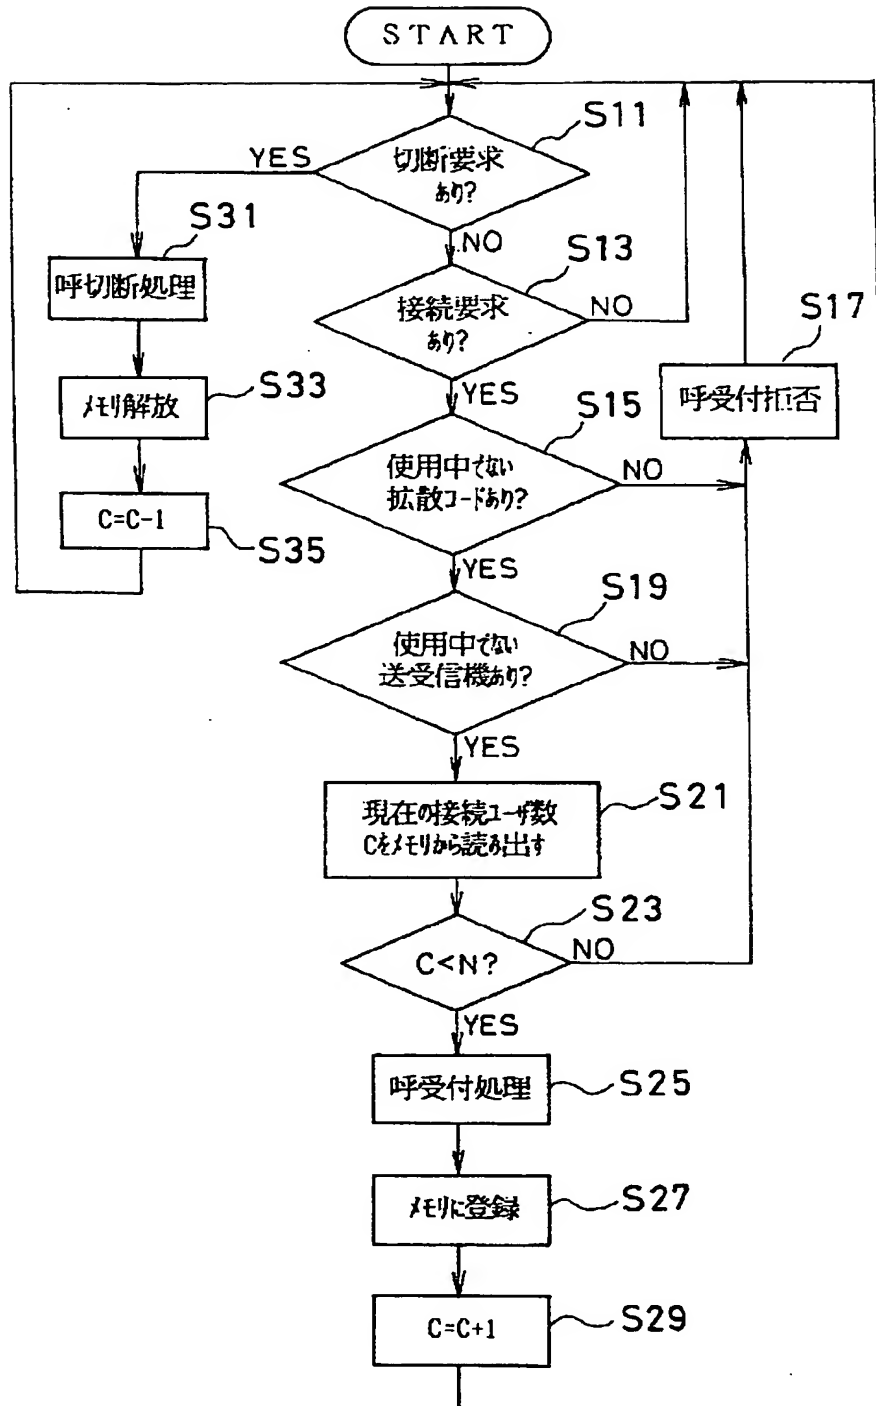 START
S11
切断要求
あり?
YES
NO
S31
呼切断処理
S13
接続要求
あり?
NO
YES
S33
メモリ解放
S17
呼受付拒否
S15
使用中でない
拡散コードあり?
NO
YES
C=C-1
S35
S19
使用中でない
送受信機あり?
NO
YES
S21
現在の接続ユーザ数
Cをメモリから読み出す
S23
C<N?
NO
YES
呼受付処理
S25
メモリに登録
S27
C=C+1
S29